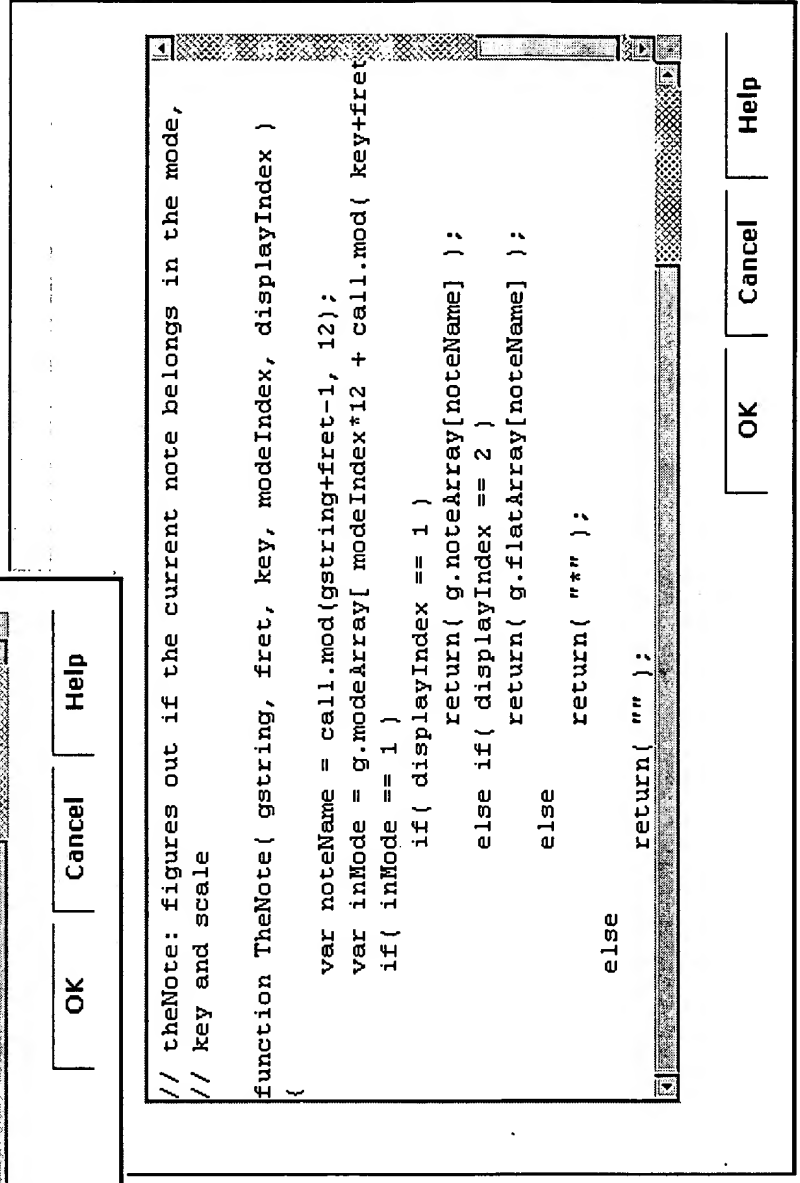 OK Cancel Help
// theNote: figures out if the current note belongs in the mode,
// key and scale
function TheNote( gstring, fret, key, modeIndex, displayIndex )
{
var noteName = call.mod(gstring+fret-1, 12);
var inMode = g.modeArray[ modeIndex*12 + call.mod( key+fret
if( inMode == 1 )
if( displayIndex == 1 )
return( g.noteArray[noteName] );
else if( displayIndex == 2 )
return( g.flatArray[noteName] );
else
return( "*" );
else
return( "" );
OK Cancel Help